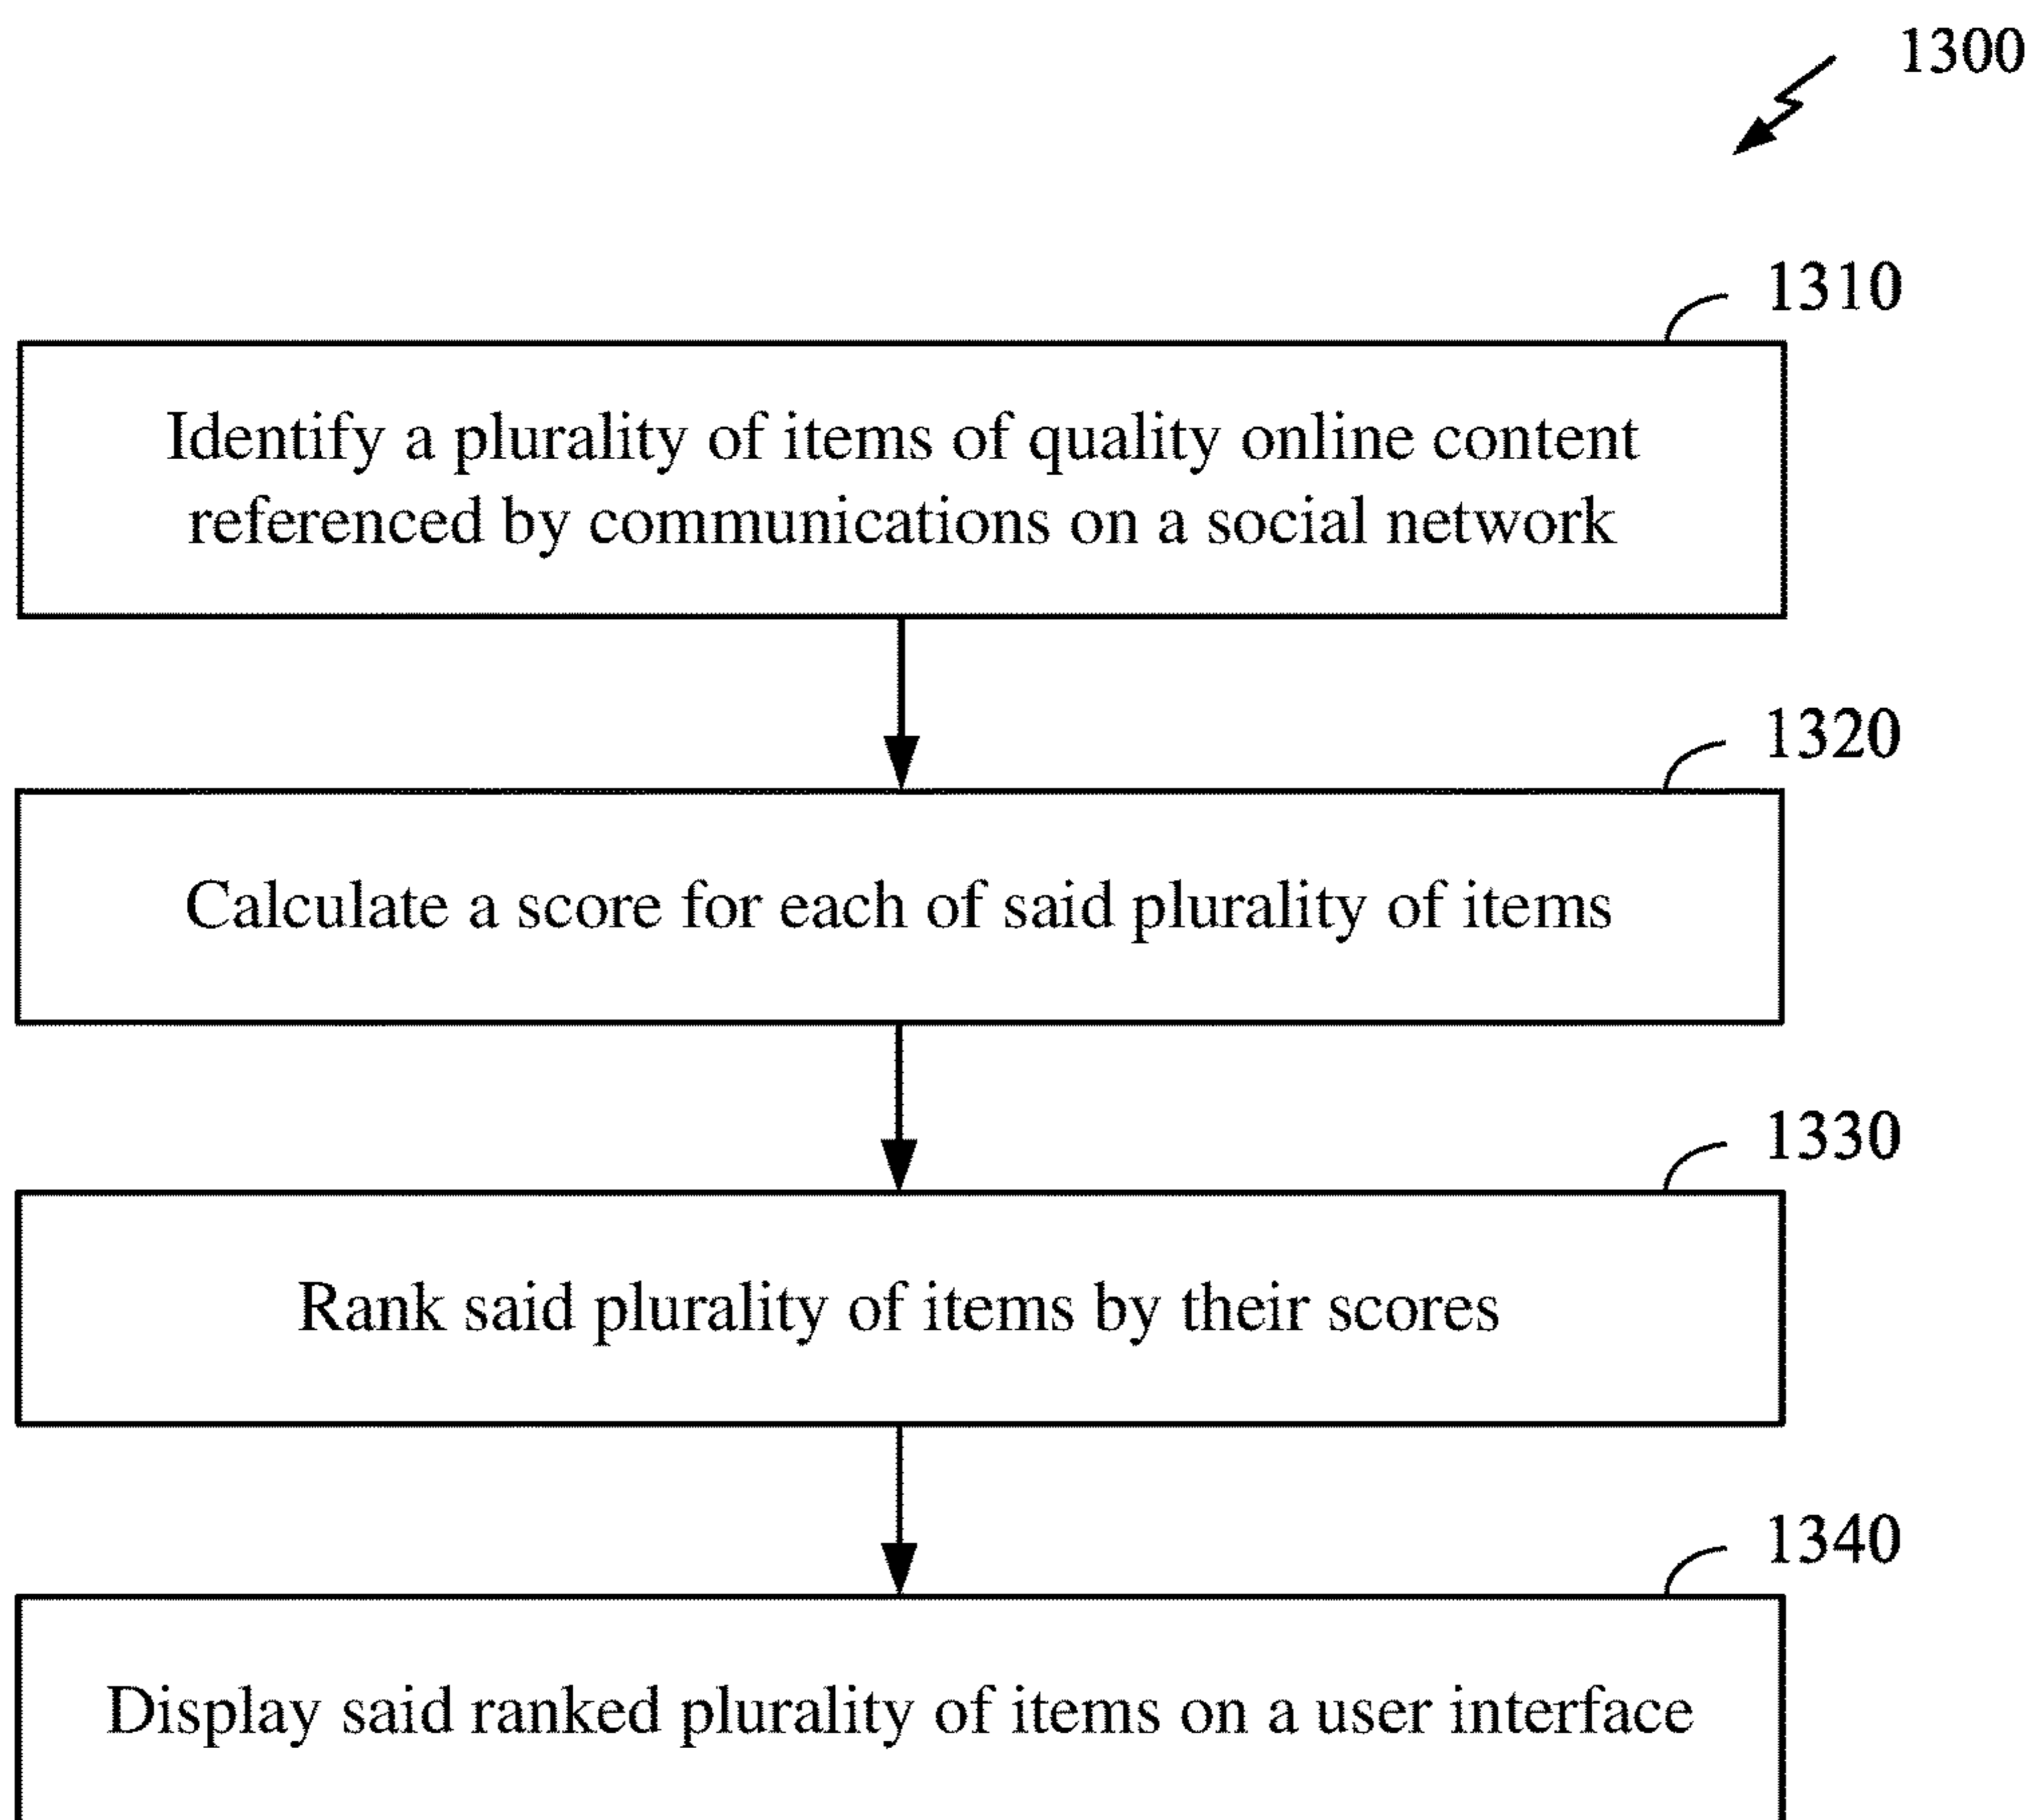 1300
1310
Identify a plurality of items of quality online content
referenced by communications on a social network
1320
Calculate a score for each of said plurality of items
1330
Rank said plurality of items by their scores
1340
Display said ranked plurality of items on a user interface